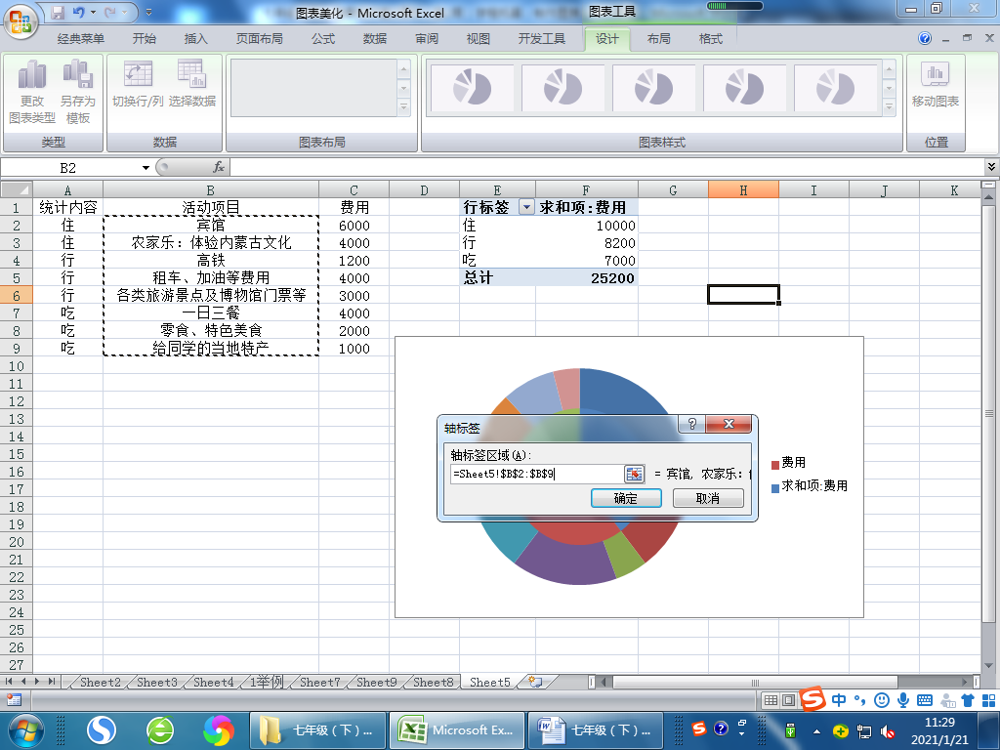 图表美化 - Microsoft Excel
图表工具
经典菜单 开始 插入 页面布局 公式 数据 审阅 视图 开发工具 设计 布局 格式
更改 另存为 切换行/列 选择数据 移动图表
图表类型 模板
类型 数据 图表布局 图表样式 位置
B2 fx
A B C D E F G H I J K
1 统计内容 活动项目 费用 行标签 求和项:费用
2 住 宾馆 6000 住 10000
3 住 农家乐：体验内蒙古文化 4000 行 8200
4 行 高铁 1200 吃 7000
5 行 租车、加油等费用 4000 总计 25200
6 行 各类旅游景点及博物馆门票等 3000
7 吃 一日三餐 4000
8 吃 零食、特色美食 2000
9 吃 给同学的当地特产 1000
10
11
12
13
14
15
16
17
18
19
20
21
22
23
24
25
26
27
轴标签
?
轴标签区域(A):
=Sheet5!$B$2:$B$9 = 宾馆, 农家乐：
确定 取消
费用
求和项:费用
Sheet2 Sheet3 Sheet4 1举例 Sheet7 Sheet9 Sheet8 Sheet5
S 中
七年级（下）... Microsoft Ex... 七年级（下）...
11:29
2021/1/21